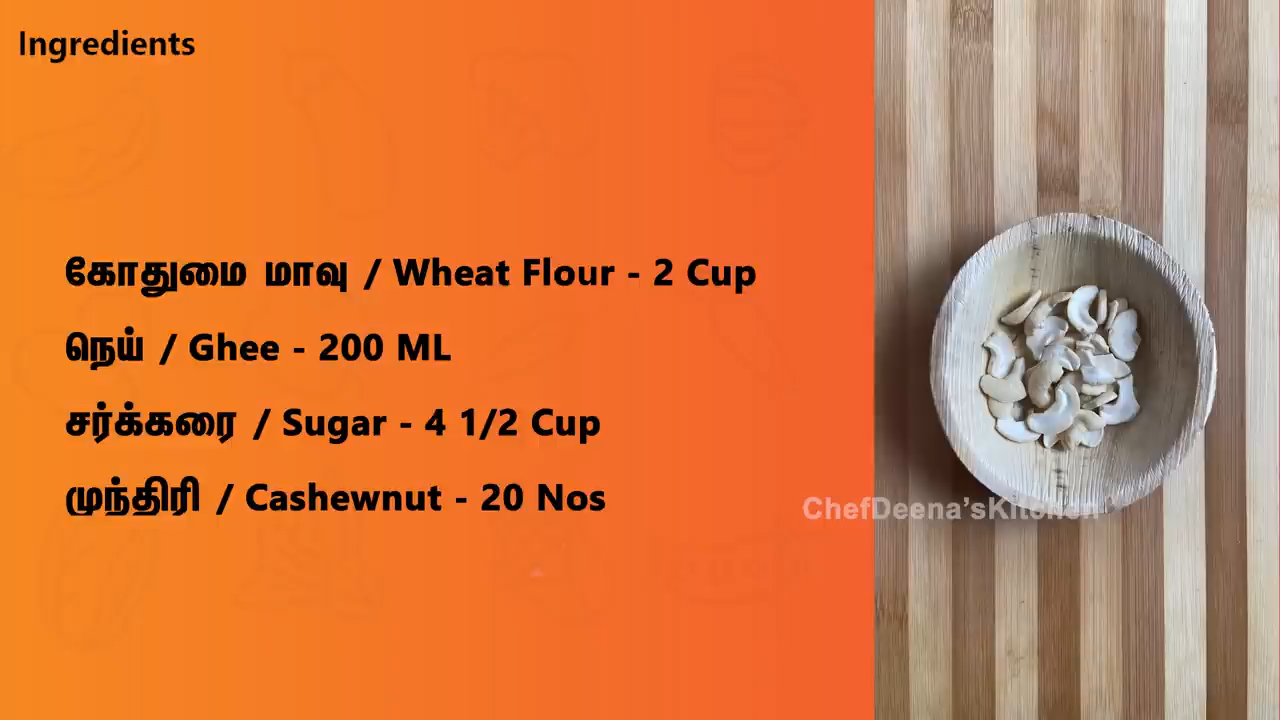 Ingredients
கோதுமை மாவு / Wheat Flour - 2 Cup
நெய் / Ghee - 200 ML
சர்க்கரை / Sugar - 4 1/2 Cup
முந்திரி / Cashewnut - 20 Nos
ChefDeena'sKitchen